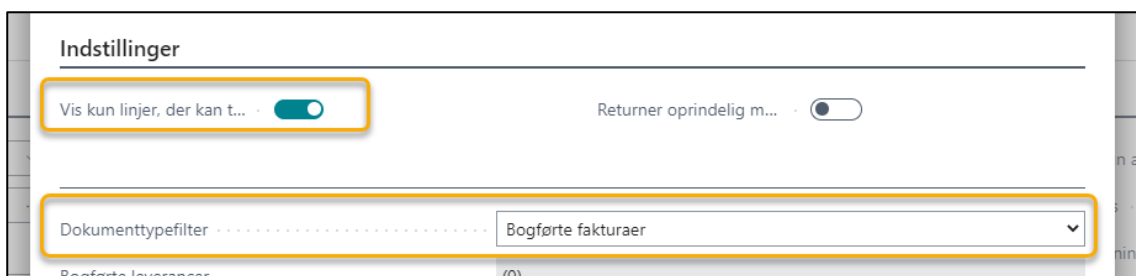 Indstillinger
Vis kun linjer, der kan t...
Returner oprindelig m...
Dokumenttypefilter
Bogførte fakturaer
Bogførte leverancer
(0)